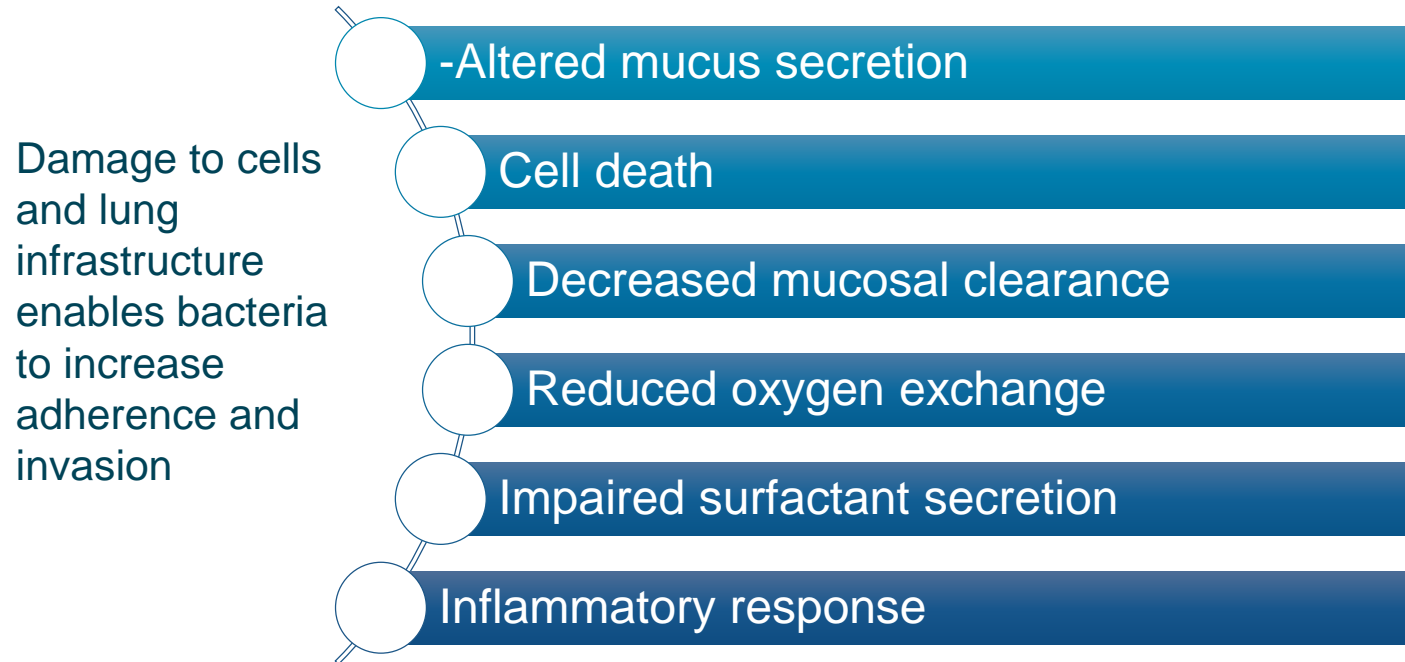 Damage to cells
and lung
infrastructure
enables bacteria
to increase
adherence and
invasion
-Altered mucus secretion
Cell death
Decreased mucosal clearance
Reduced oxygen exchange
Impaired surfactant secretion
Inflammatory response